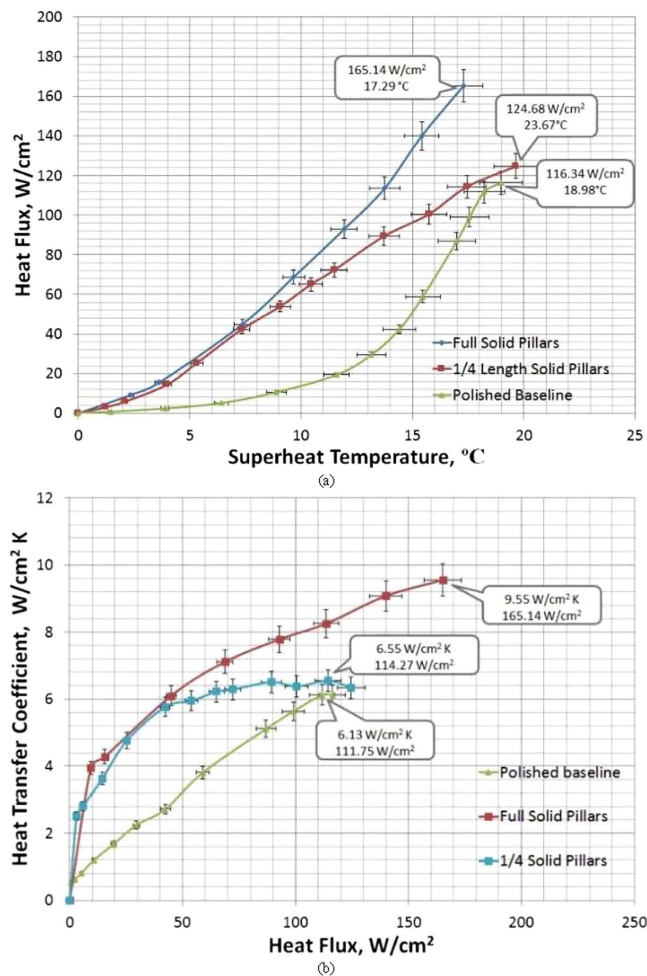 200
180
160
140
120
100
80
60
40
20
0
Heat Flux, W/cm²
165.14 W/cm²
17.29 °C
124.68 W/cm²
23.67°C
116.34 W/cm²
18.98°C
Full Solid Pillars
1/4 Length Solid Pillars
Polished Baseline
0 5 10 15 20 25
Superheat Temperature, °C
(a)
12
10
8
6
4
2
0
Heat Transfer Coefficient, W/cm² K
9.55 W/cm² K
165.14 W/cm²
6.55 W/cm² K
114.27 W/cm²
6.13 W/cm² K
111.75 W/cm²
Polished baseline
Full Solid Pillars
1/4 Solid Pillars
0 50 100 150 200 250
Heat Flux, W/cm²
(b)